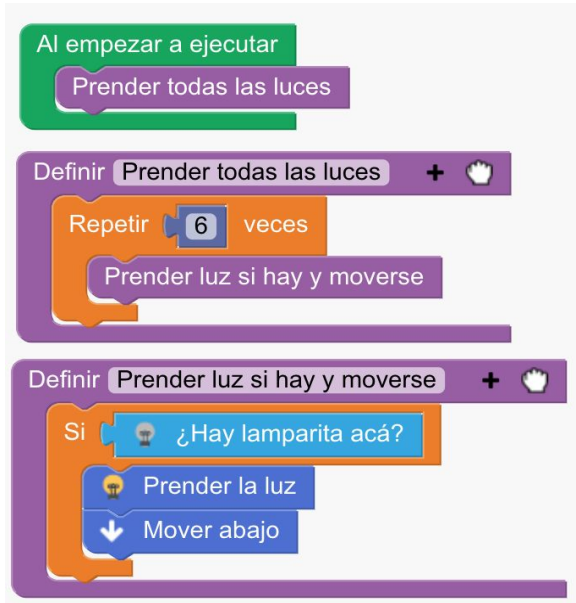 Al empezar a ejecutar
Prender todas las luces
Definir Prender todas las luces +
Repetir 6 veces
Prender luz si hay y moverse
Definir Prender luz si hay y moverse +
Si ¿Hay lamparita acá?
Prender la luz
Mover abajo